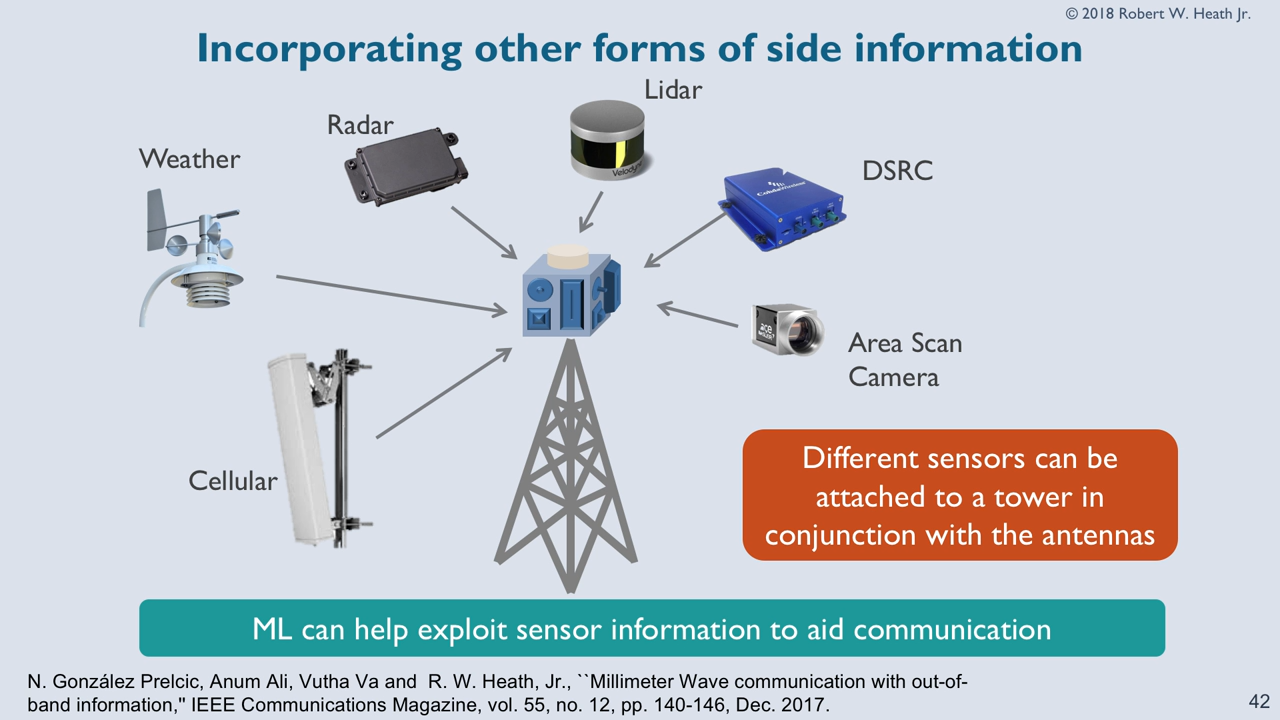 © 2018 Robert W. Heath Jr.
Incorporating other forms of side information
Lidar
Radar
Weather
DSRC
Velodyne
CohdaWireless
ace
Area Scan
Camera
Cellular
Different sensors can be
attached to a tower in
conjunction with the antennas
ML can help exploit sensor information to aid communication
N. González Prelcic, Anum Ali, Vutha Va and  R. W. Heath, Jr., ``Millimeter Wave communication with out-of-
band information,'' IEEE Communications Magazine, vol. 55, no. 12, pp. 140-146, Dec. 2017.
42